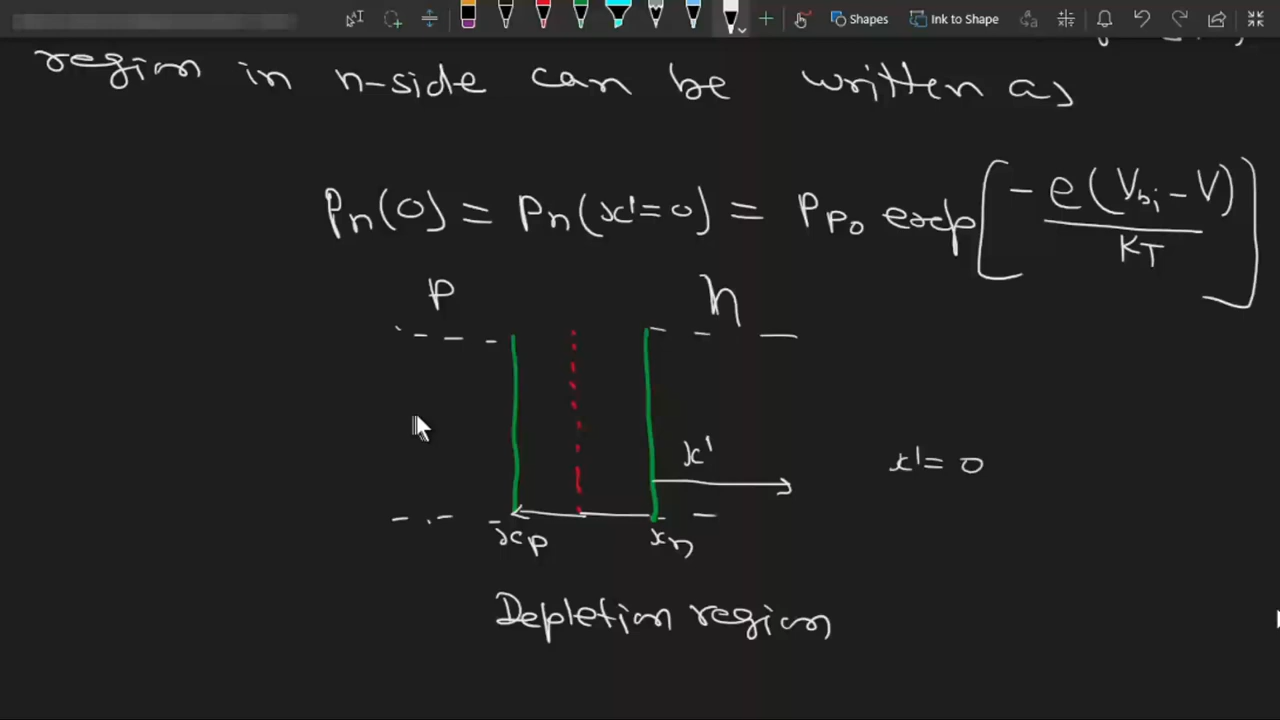 Shapes Ink to Shape
region in n-side can be written as
Pn(0) = Pn(x'=0) = PP0 exp[-e(Vbi-V)/KT]
P n
x' x'= 0
xp xn
Depletion region